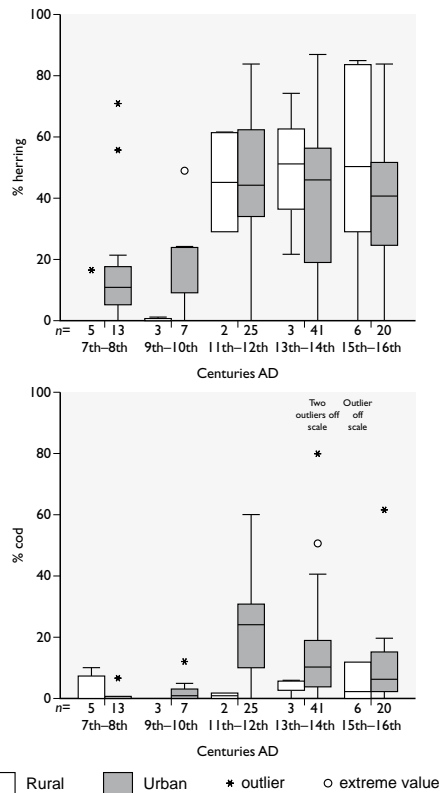 100
80
60
40
20
0
% herring
n= 5 13 3 7 2 25 3 41 6 20
7th–8th 9th–10th 11th–12th 13th–14th 15th–16th
Centuries AD
100
80
60
40
20
0
% cod
Two outliers off scale
Outlier off scale
n= 5 13 3 7 2 25 3 41 6 20
7th–8th 9th–10th 11th–12th 13th–14th 15th–16th
Centuries AD
Rural Urban * outlier extreme value